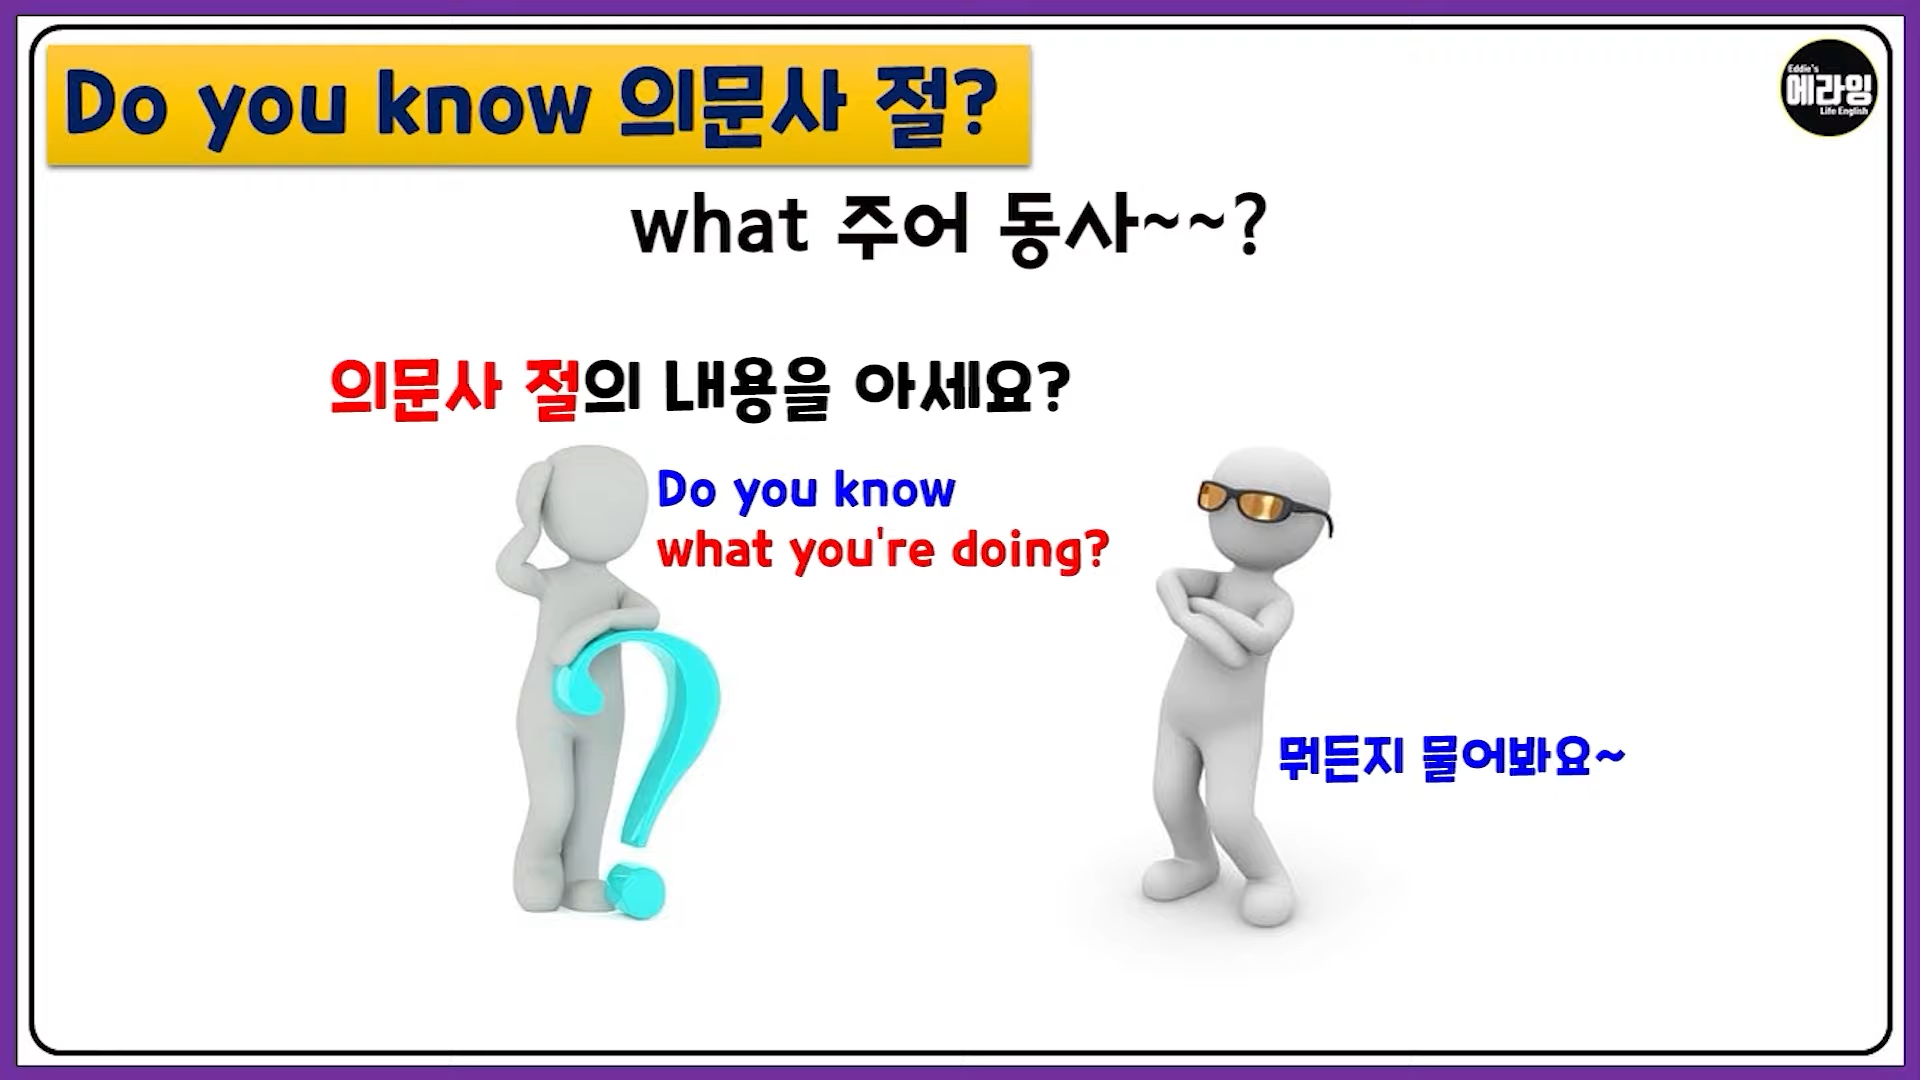 Do you know 의문사 절?
Eddie's
에라잉
Life English
what 주어 동사~~?
의문사 절의 내용을 아세요?
Do you know
what you're doing?
뭐든지 물어봐요~